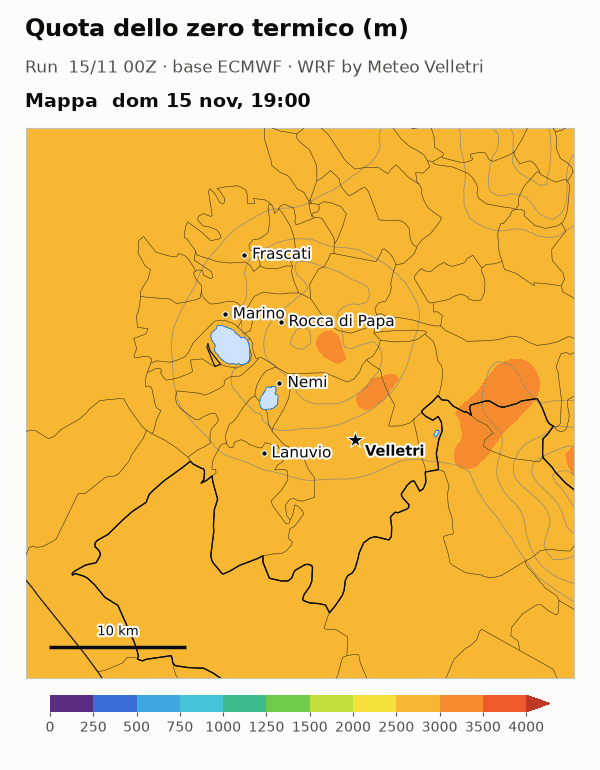 Quota dello zero termico (m)
Run  15/11 00Z · base ECMWF · WRF by Meteo Velletri
Mappa  dom 15 nov, 19:00
Frascati
Marino
Rocca di Papa
Nemi
Velletri
Lanuvio
10 km
0 250 500 750 1000 1250 1500 2000 2500 3000 3500 4000